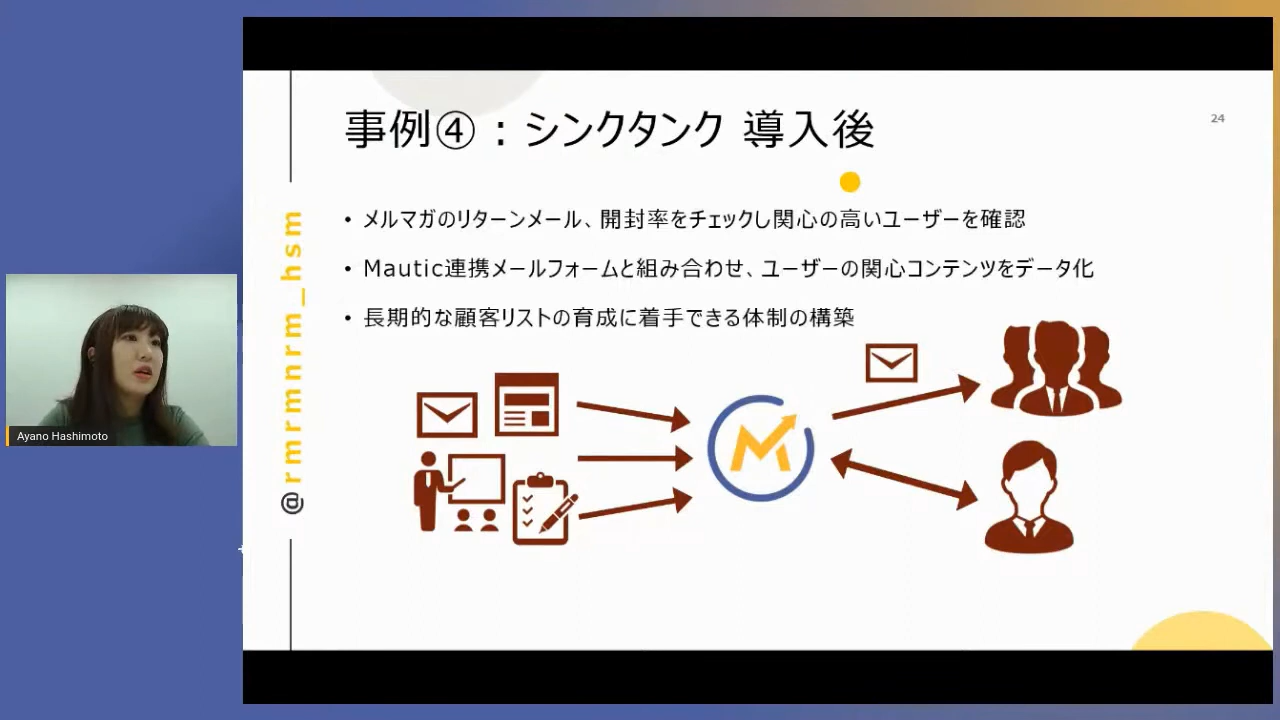 事例④：シンクタンク 導入後
24
• メルマガのリターンメール、開封率をチェックし関心の高いユーザーを確認
• Mautic連携メールフォームと組み合わせ、ユーザーの関心コンテンツをデータ化
• 長期的な顧客リストの育成に着手できる体制の構築
@rmrmnrm_hsm
Ayano Hashimoto